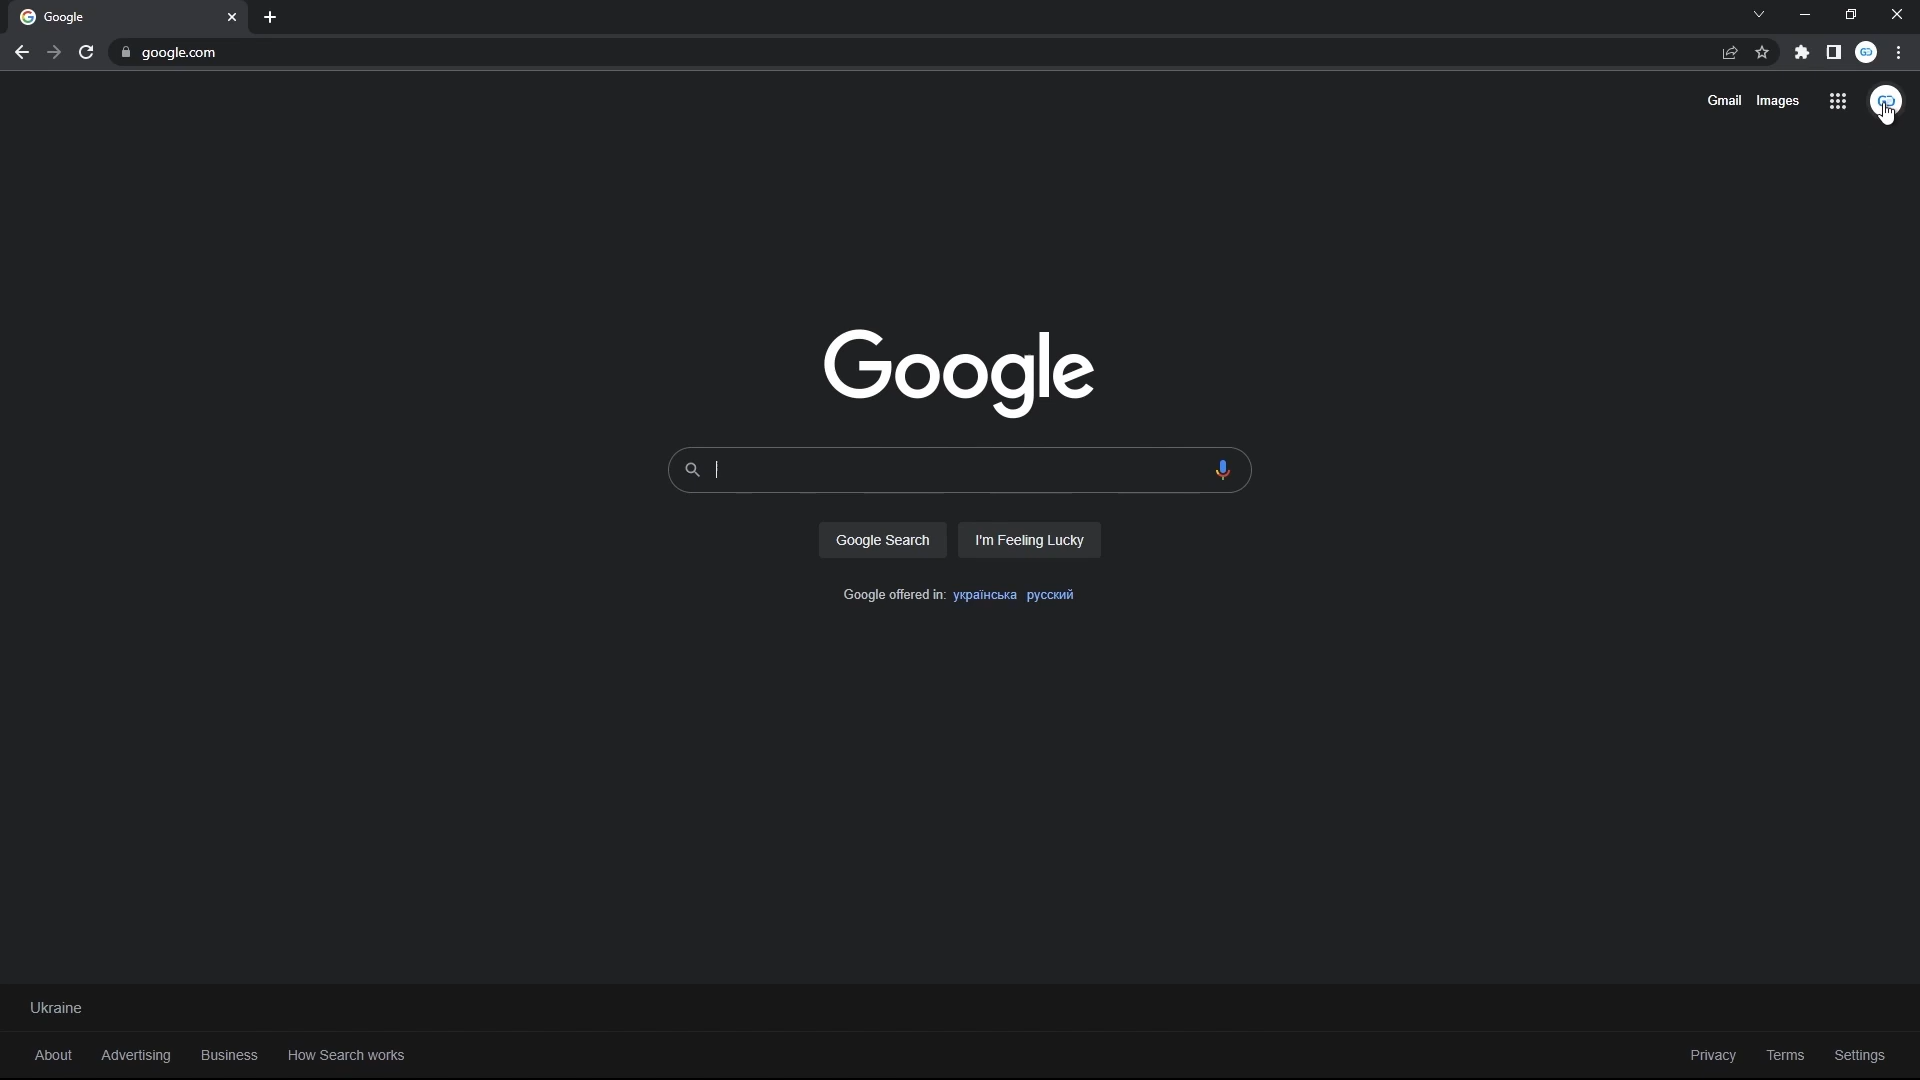 Google
google.com
Gmail Images
Google
Google Search I'm Feeling Lucky
Google offered in: українська русский
Ukraine
About Advertising Business How Search works Privacy Terms Settings